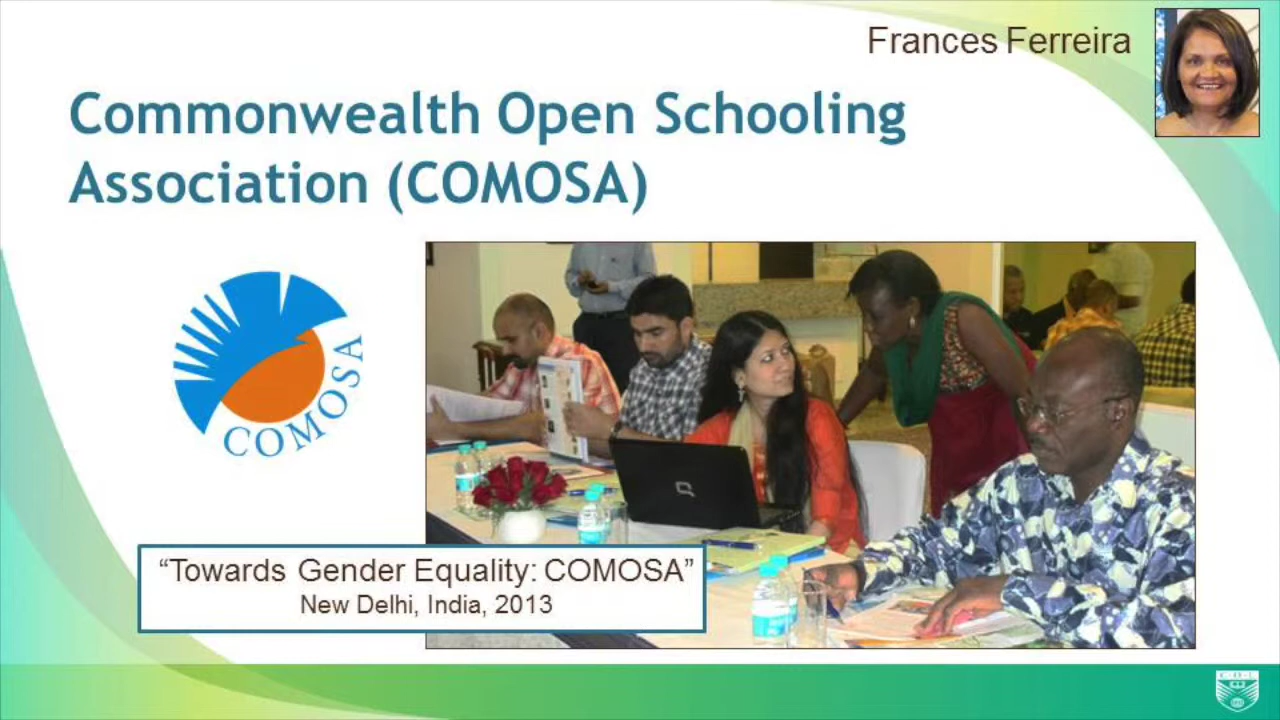 Frances Ferreira
Commonwealth Open Schooling
Association (COMOSA)
COMOSA
“Towards Gender Equality: COMOSA”
New Delhi, India, 2013
C·O·L